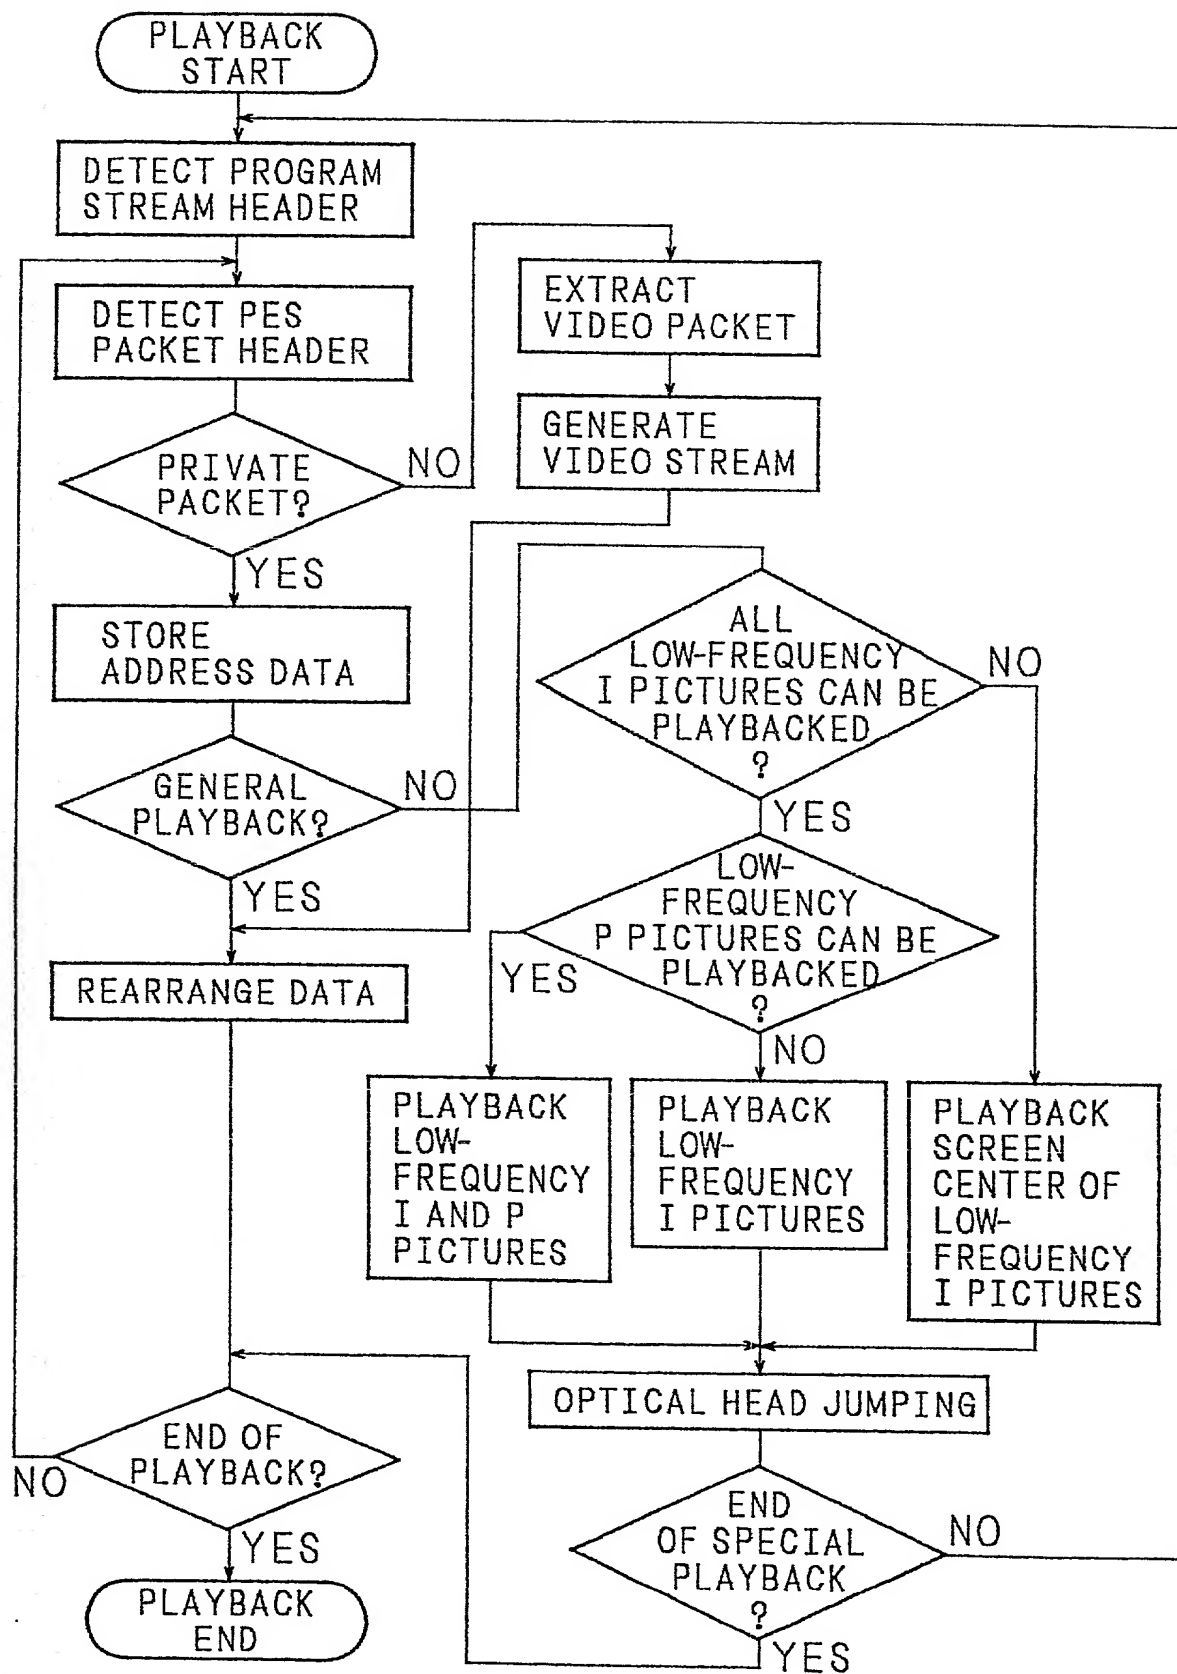 PLAYBACK
START
DETECT PROGRAM
STREAM HEADER
DETECT PES
PACKET HEADER
PRIVATE
PACKET?
NO
YES
EXTRACT
VIDEO PACKET
GENERATE
VIDEO STREAM
STORE
ADDRESS DATA
GENERAL
PLAYBACK?
NO
YES
ALL
LOW-FREQUENCY
I PICTURES CAN BE
PLAYBACKED
?
NO
YES
LOW-
FREQUENCY
P PICTURES CAN BE
PLAYBACKED
?
YES
NO
REARRANGE DATA
PLAYBACK
LOW-
FREQUENCY
I AND P
PICTURES
PLAYBACK
LOW-
FREQUENCY
I PICTURES
PLAYBACK
SCREEN
CENTER OF
LOW-
FREQUENCY
I PICTURES
OPTICAL HEAD JUMPING
END OF
PLAYBACK?
NO
YES
END
OF SPECIAL
PLAYBACK
?
NO
YES
PLAYBACK
END